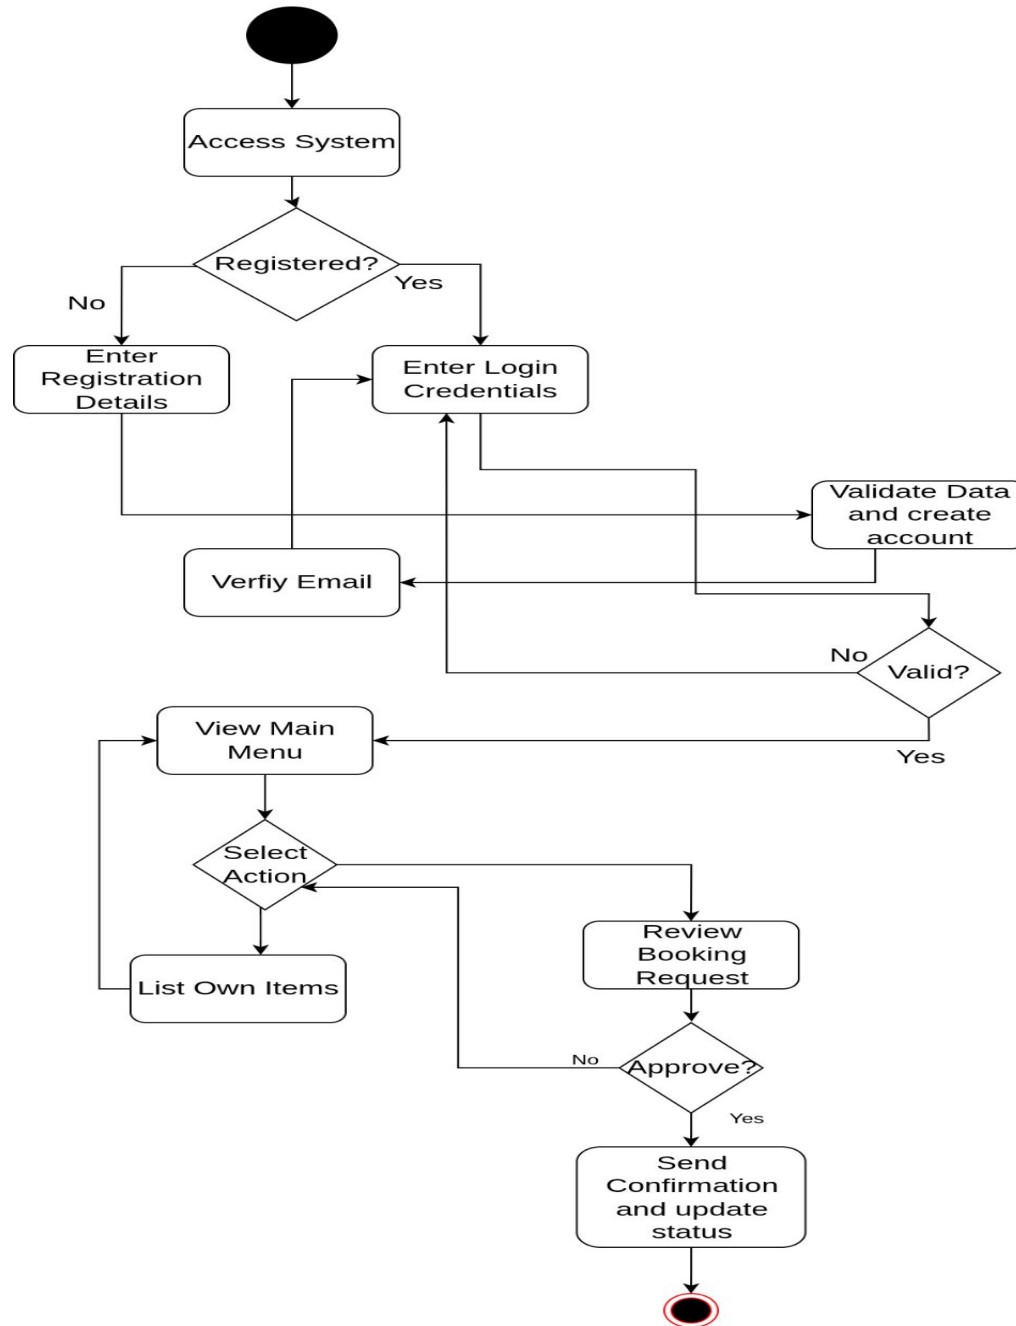 Access System
Registered?
Yes
No
Enter
Registration
Details
Enter Login
Credentials
Validate Data
and create
account
Verfiy Email
No
Valid?
Yes
View Main
Menu
Select
Action
Review
Booking
Request
List Own Items
No
Approve?
Yes
Send
Confirmation
and update
status